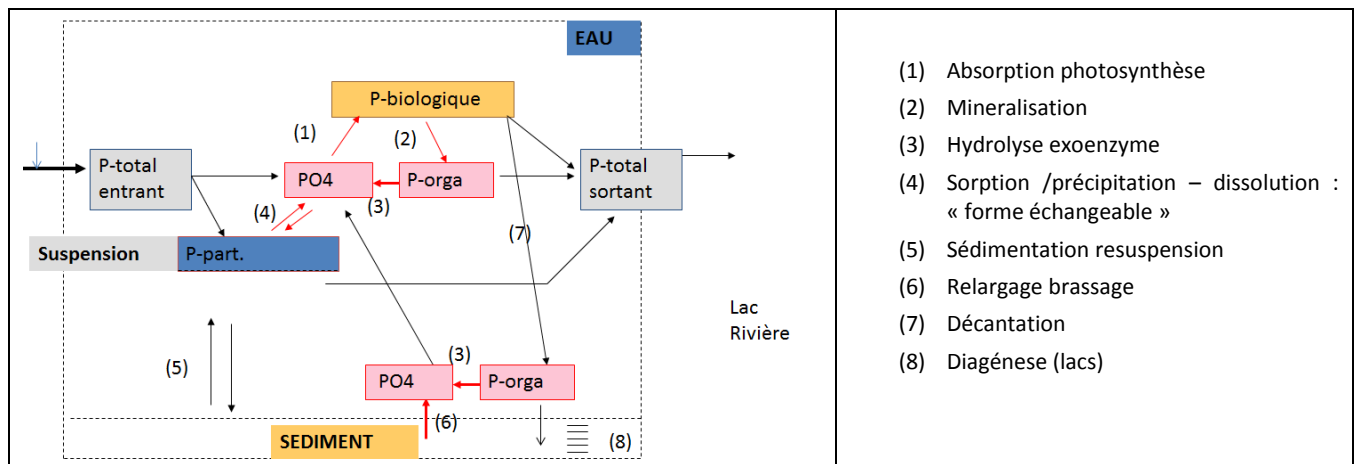 EAU
P-biologique
(1)
(2)
P-total
entrant
PO4
P-orga
P-total
sortant
(4)
(3)
(7)
Suspension
P-part.
Lac
Rivière
(5)
(3)
PO4
P-orga
(6)
SEDIMENT
(8)
(1) Absorption photosynthèse
(2) Mineralisation
(3) Hydrolyse exoenzyme
(4) Sorption /précipitation – dissolution :
« forme échangeable »
(5) Sédimentation resuspension
(6) Relargage brassage
(7) Décantation
(8) Diagénese (lacs)